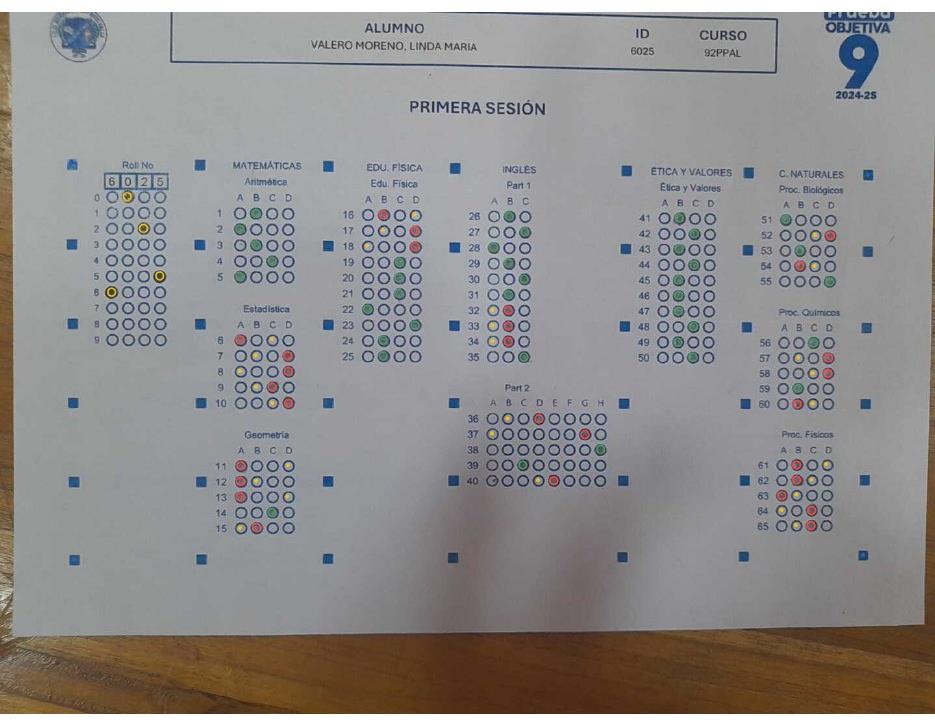 Prueba
OBJETIVA
9
2024-25
ALUMNO
VALERO MORENO, LINDA MARIA
ID
6025
CURSO
92PPAL
PRIMERA SESIÓN
Roll No
6 0 2 5
0
1
2
3
4
5
6
7
8
9
MATEMÁTICAS
Aritmética
A B C D
1
2
3
4
5
Estadística
A B C D
6
7
8
9
10
Geometría
A B C D
11
12
13
14
15
EDU. FÍSICA
Edu. Física
A B C D
16
17
18
19
20
21
22
23
24
25
INGLÉS
Part 1
A B C
26
27
28
29
30
31
32
33
34
35
Part 2
A B C D E F G H
36
37
38
39
40
ÉTICA Y VALORES
Ética y Valores
A B C D
41
42
43
44
45
46
47
48
49
50
C. NATURALES
Proc. Biológicos
A B C D
51
52
53
54
55
Proc. Químicos
A B C D
56
57
58
59
60
Proc. Físicos
A B C D
61
62
63
64
65